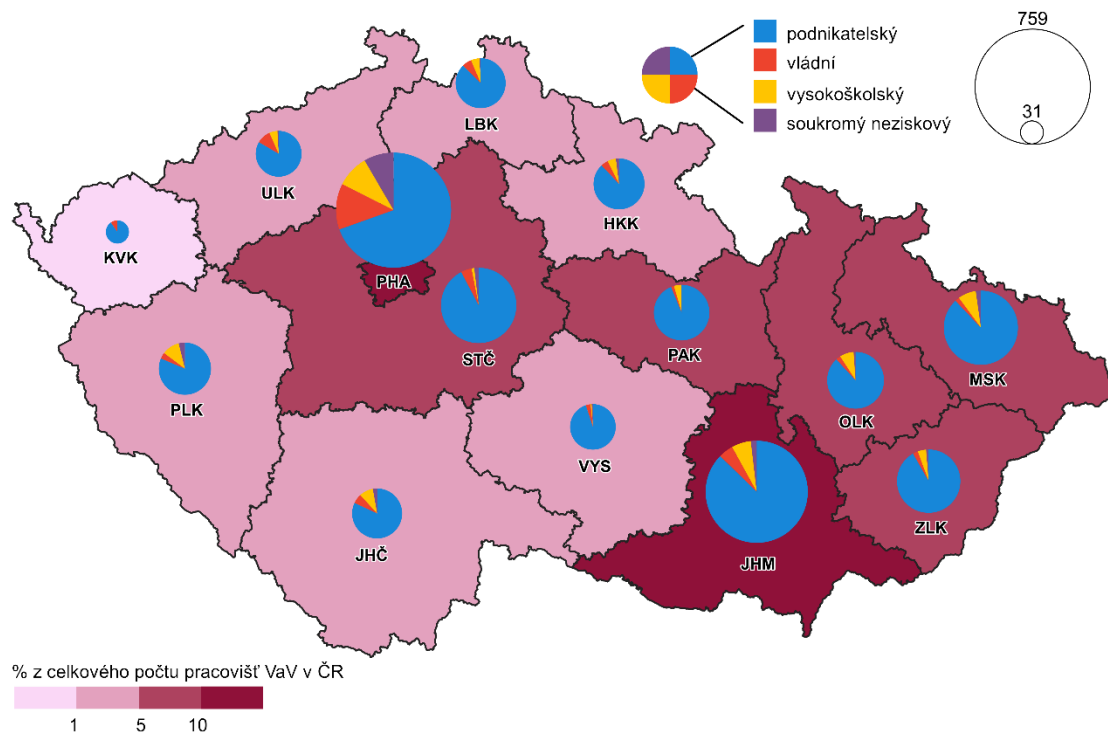 759
podnikatelský
vládní
31
vysokoškolský
soukromý neziskový
LBK
ULK
HKK
KVK
PHA
STČ
PAK
MSK
PLK
OLK
VYS
ZLK
JHČ
JHM
% z celkového počtu pracovišť VaV v ČR
1 5 10